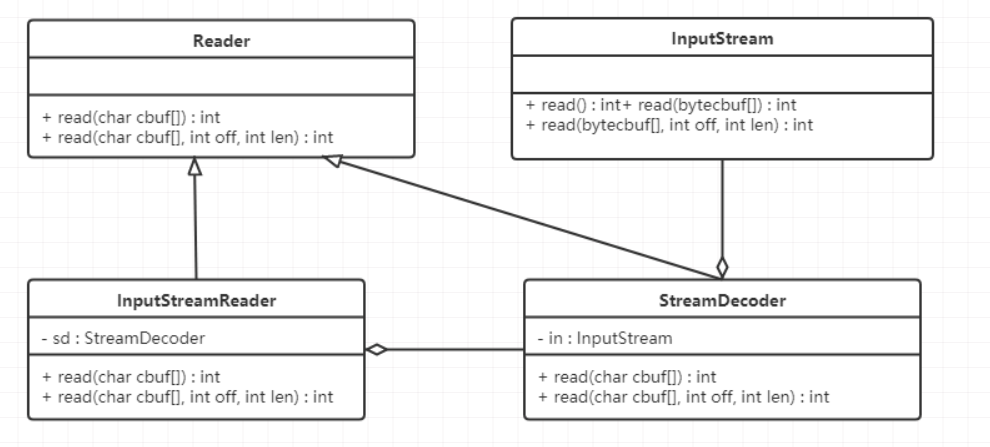 Reader
+ read(char cbuf[]) : int
+ read(char cbuf[], int off, int len) : int
InputStream
+ read() : int+ read(bytecbuf[]) : int
+ read(bytecbuf[], int off, int len) : int
InputStreamReader
- sd : StreamDecoder
+ read(char cbuf[]) : int
+ read(char cbuf[], int off, int len) : int
StreamDecoder
- in : InputStream
+ read(char cbuf[]) : int
+ read(char cbuf[], int off, int len) : int